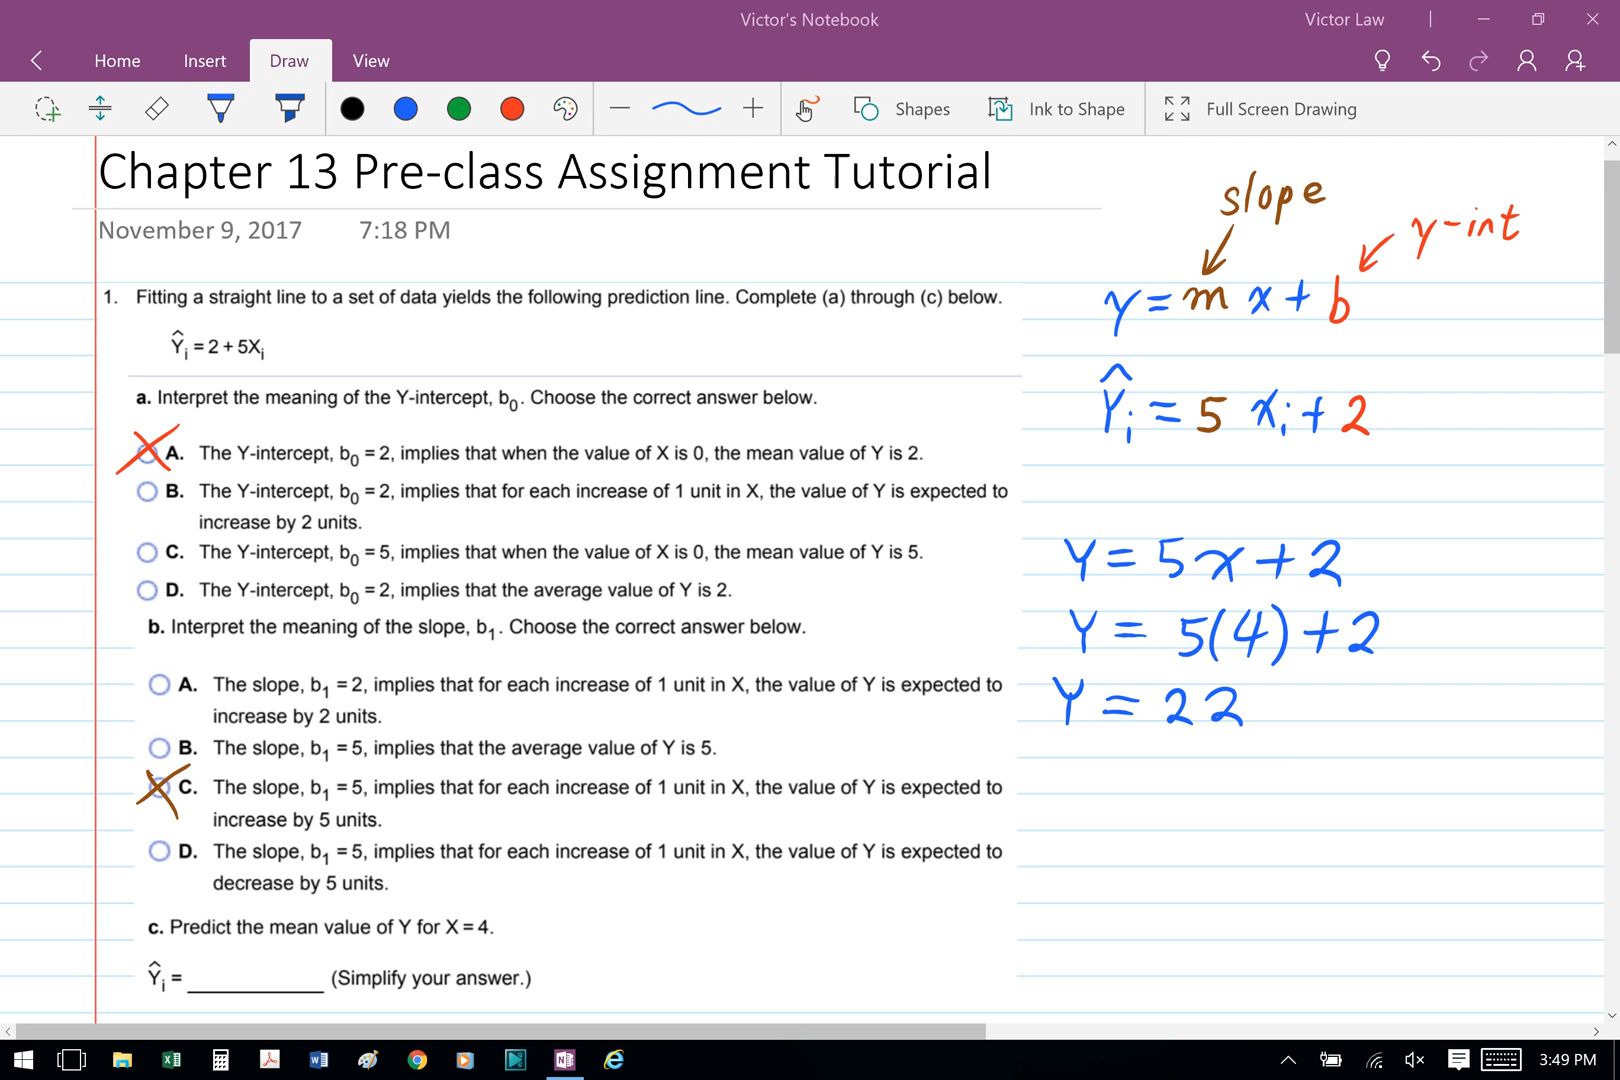 Victor's Notebook
Victor Law
Home
Insert
Draw
View
Shapes
Ink to Shape
Full Screen Drawing
Chapter 13 Pre-class Assignment Tutorial
November 9, 2017 7:18 PM
1. Fitting a straight line to a set of data yields the following prediction line. Complete (a) through (c) below.
Ŷi = 2 + 5Xi
a. Interpret the meaning of the Y-intercept, b0. Choose the correct answer below.
A. The Y-intercept, b0 = 2, implies that when the value of X is 0, the mean value of Y is 2.
B. The Y-intercept, b0 = 2, implies that for each increase of 1 unit in X, the value of Y is expected to
increase by 2 units.
C. The Y-intercept, b0 = 5, implies that when the value of X is 0, the mean value of Y is 5.
D. The Y-intercept, b0 = 2, implies that the average value of Y is 2.
b. Interpret the meaning of the slope, b1. Choose the correct answer below.
A. The slope, b1 = 2, implies that for each increase of 1 unit in X, the value of Y is expected to
increase by 2 units.
B. The slope, b1 = 5, implies that the average value of Y is 5.
C. The slope, b1 = 5, implies that for each increase of 1 unit in X, the value of Y is expected to
increase by 5 units.
D. The slope, b1 = 5, implies that for each increase of 1 unit in X, the value of Y is expected to
decrease by 5 units.
c. Predict the mean value of Y for X = 4.
Ŷi = ____________ (Simplify your answer.)
slope
y-int
y = m x + b
Ŷi = 5 xi + 2
Y = 5x + 2
Y = 5(4) + 2
Y = 22
3:49 PM